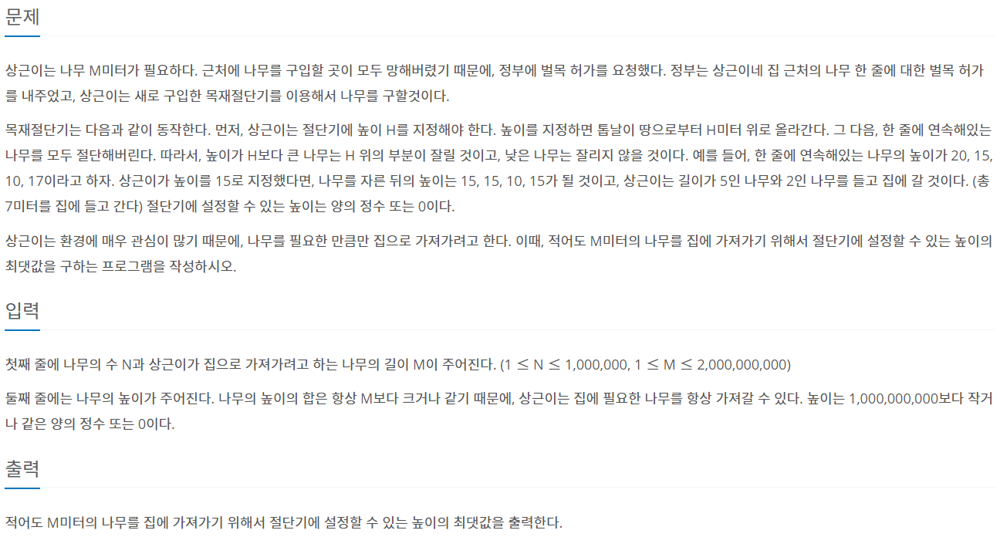 문제
상근이는 나무 M미터가 필요하다. 근처에 나무를 구입할 곳이 모두 망해버렸기 때문에, 정부에 벌목 허가를 요청했다. 정부는 상근이네 집 근처의 나무 한 줄에 대한 벌목 허가
를 내주었고, 상근이는 새로 구입한 목재절단기를 이용해서 나무를 구할것이다.
목재절단기는 다음과 같이 동작한다. 먼저, 상근이는 절단기에 높이 H를 지정해야 한다. 높이를 지정하면 톱날이 땅으로부터 H미터 위로 올라간다. 그 다음, 한 줄에 연속해있는
나무를 모두 절단해버린다. 따라서, 높이가 H보다 큰 나무는 H 위의 부분이 잘릴 것이고, 낮은 나무는 잘리지 않을 것이다. 예를 들어, 한 줄에 연속해있는 나무의 높이가 20, 15,
10, 17이라고 하자. 상근이가 높이를 15로 지정했다면, 나무를 자른 뒤의 높이는 15, 15, 10, 15가 될 것이고, 상근이는 길이가 5인 나무와 2인 나무를 들고 집에 갈 것이다. (총
7미터를 집에 들고 간다) 절단기에 설정할 수 있는 높이는 양의 정수 또는 0이다.
상근이는 환경에 매우 관심이 많기 때문에, 나무를 필요한 만큼만 집으로 가져가려고 한다. 이때, 적어도 M미터의 나무를 집에 가져가기 위해서 절단기에 설정할 수 있는 높이의
최댓값을 구하는 프로그램을 작성하시오.
입력
첫째 줄에 나무의 수 N과 상근이가 집으로 가져가려고 하는 나무의 길이 M이 주어진다. (1 ≤ N ≤ 1,000,000, 1 ≤ M ≤ 2,000,000,000)
둘째 줄에는 나무의 높이가 주어진다. 나무의 높이의 합은 항상 M보다 크거나 같기 때문에, 상근이는 집에 필요한 나무를 항상 가져갈 수 있다. 높이는 1,000,000,000보다 작거
나 같은 양의 정수 또는 0이다.
출력
적어도 M미터의 나무를 집에 가져가기 위해서 절단기에 설정할 수 있는 높이의 최댓값을 출력한다.